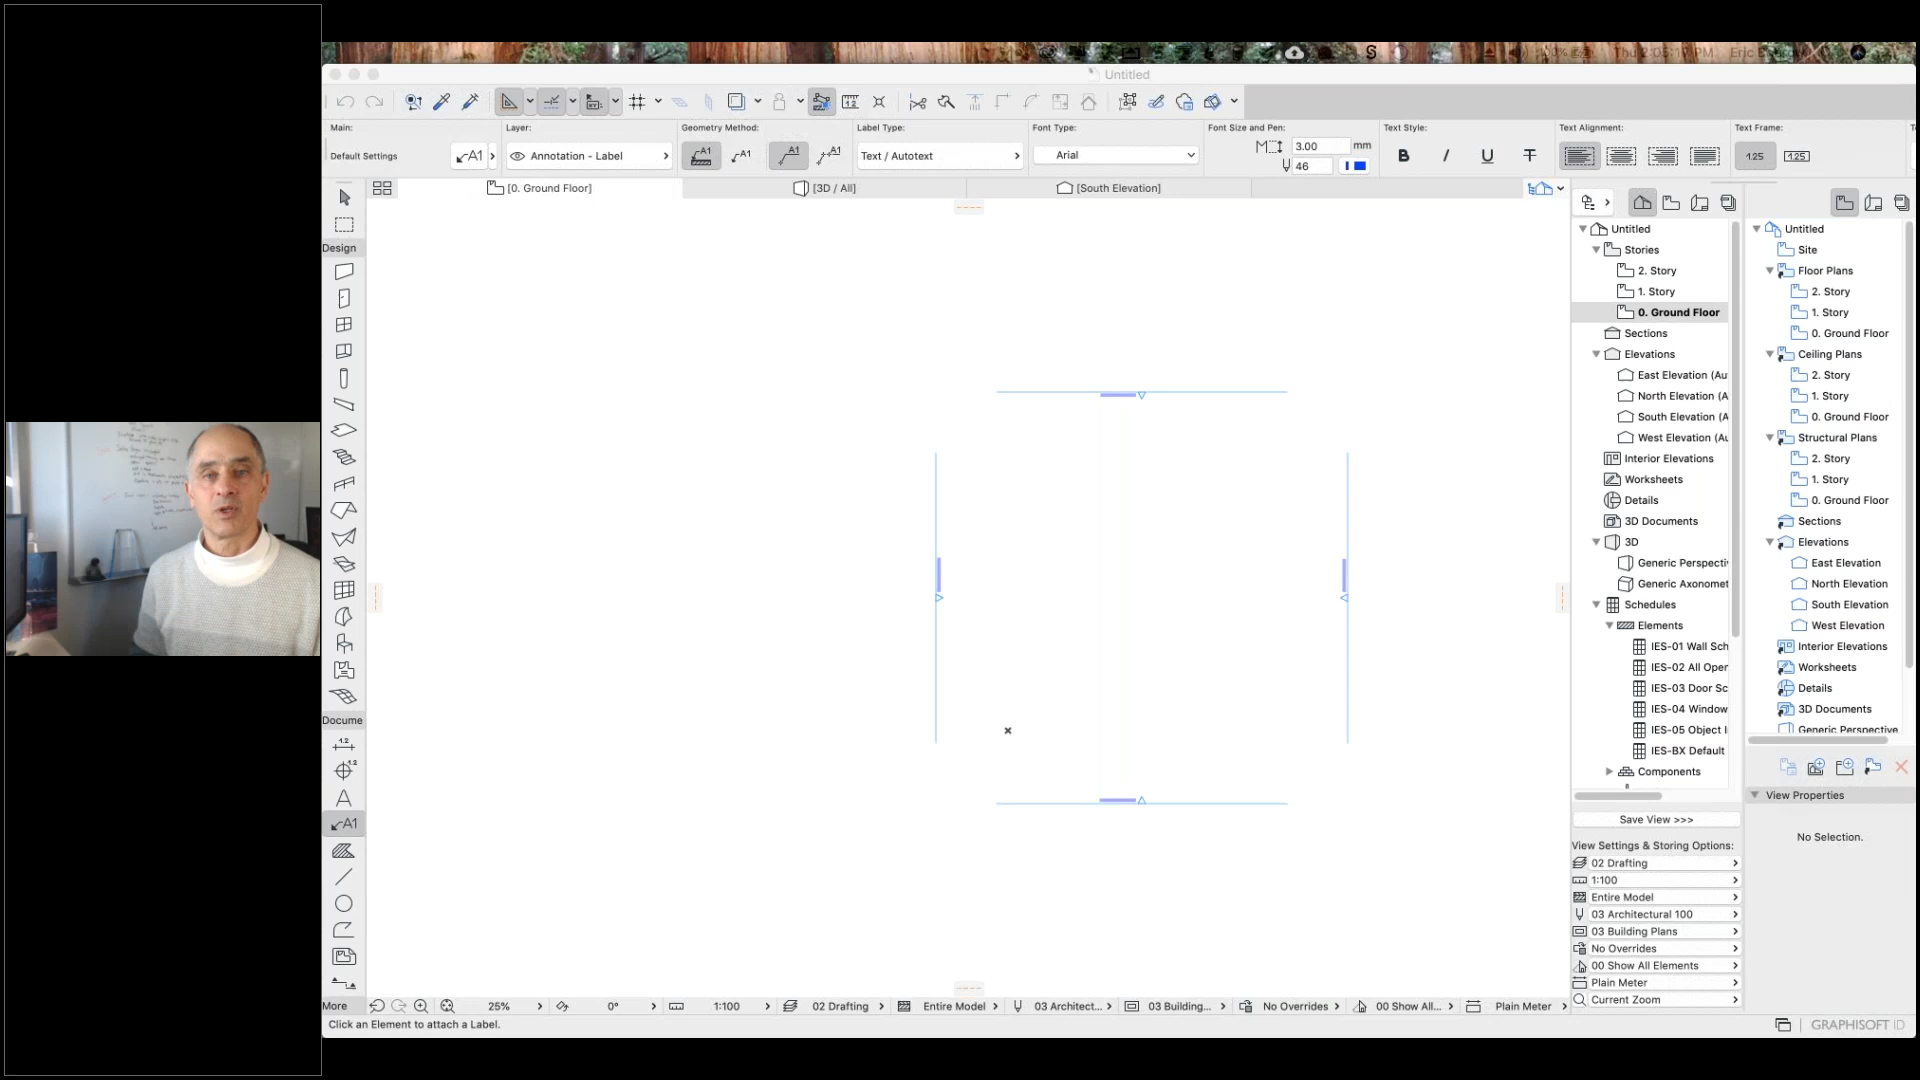 Untitled
Main:
Layer:
Geometry Method:
Label Type:
Font Type:
Font Size and Pen:
Text Style:
Text Alignment:
Text Frame:
Default Settings
A1
Annotation - Label
Text / Autotext
Arial
3.00 mm
46
B I U T
1.25
1.25
[0. Ground Floor]
[3D / All]
[South Elevation]
Design
Docume
1.2
1.2
A
A1
More
Untitled
Stories
2. Story
1. Story
0. Ground Floor
Sections
Elevations
East Elevation (Au
North Elevation (A
South Elevation (A
West Elevation (Au
Interior Elevations
Worksheets
Details
3D Documents
3D
Generic Perspecti
Generic Axonomet
Schedules
Elements
IES-01 Wall Sch
IES-02 All Oper
IES-03 Door Sc
IES-04 Window
IES-05 Object I
IES-BX Default
Components
Save View >>>
View Settings & Storing Options:
02 Drafting
1:100
Entire Model
03 Architectural 100
03 Building Plans
No Overrides
00 Show All Elements
Plain Meter
Current Zoom
Untitled
Site
Floor Plans
2. Story
1. Story
0. Ground Floor
Ceiling Plans
2. Story
1. Story
0. Ground Floor
Structural Plans
2. Story
1. Story
0. Ground Floor
Sections
Elevations
East Elevation
North Elevation
South Elevation
West Elevation
Interior Elevations
Worksheets
Details
3D Documents
Generic Perspective
View Properties
No Selection.
25%
0°
1:100
02 Drafting
Entire Model
03 Architect...
03 Building...
No Overrides
00 Show All...
Plain Meter
Click an Element to attach a Label.
GRAPHISOFT ID